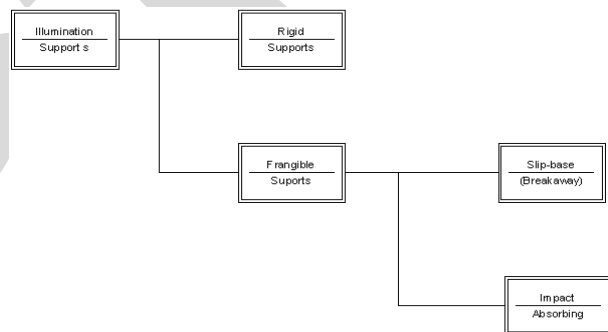 Illumination
Support s
Rigid
Supports
Frangible
Suports
Slip-base
(Breakaway)
Impact
Absorbing